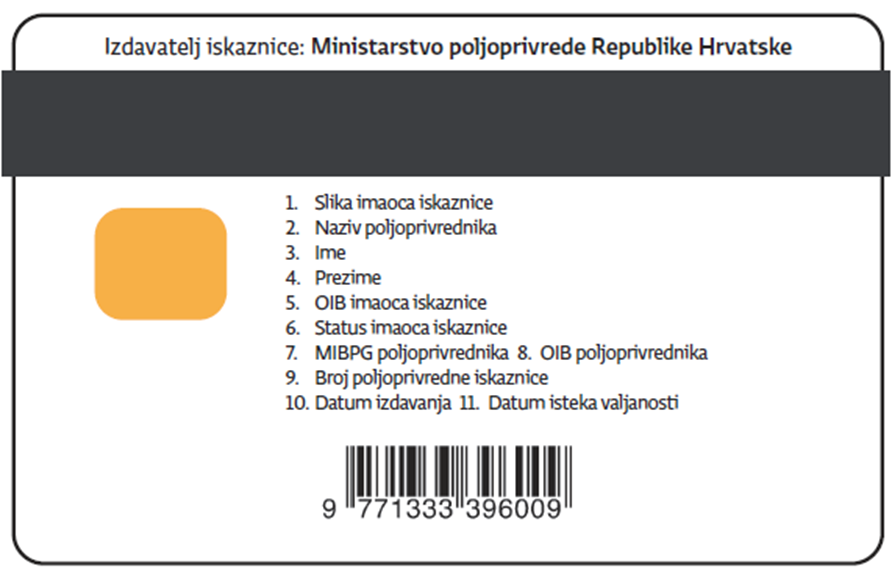 Izdavatelj iskaznice: Ministarstvo poljoprivrede Republike Hrvatske
1. Slika imaoca iskaznice
2. Naziv poljoprivrednika
3. Ime
4. Prezime
5. OIB imaoca iskaznice
6. Status imaoca iskaznice
7. MIBPG poljoprivrednika 8. OIB poljoprivrednika
9. Broj poljoprivredne iskaznice
10. Datum izdavanja 11. Datum isteka valjanosti
9 771333 396009